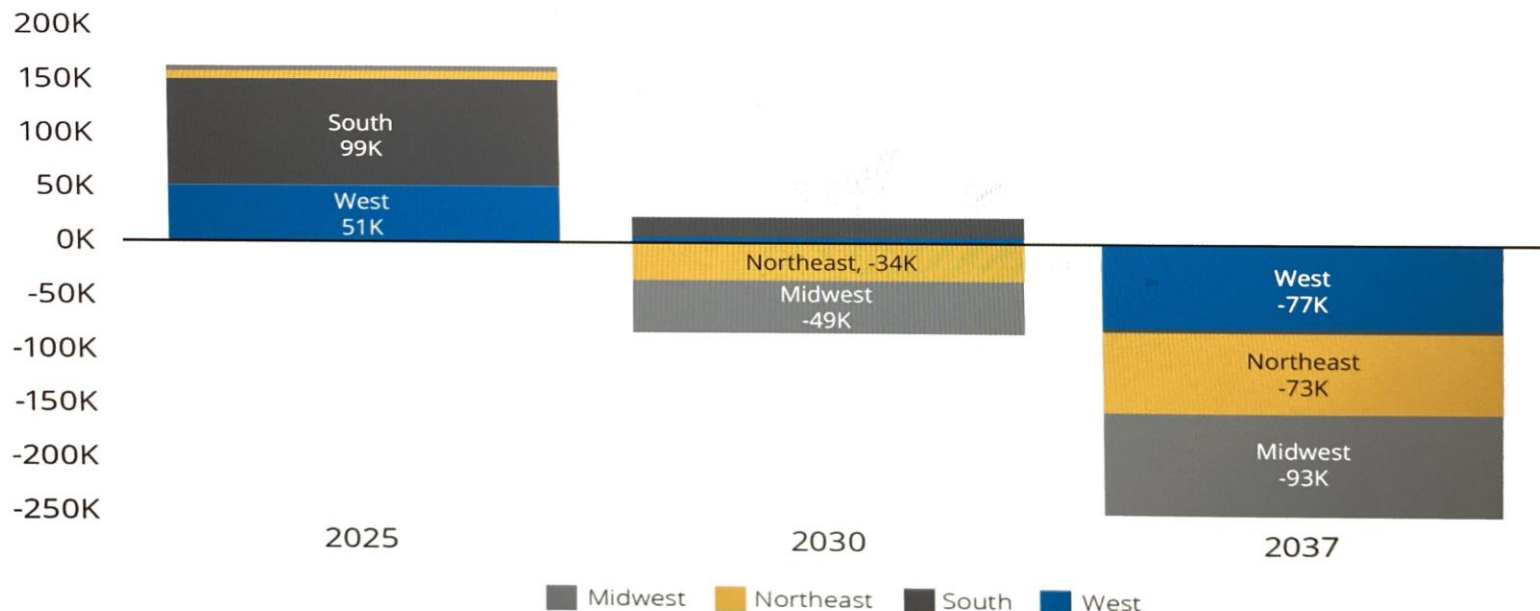 200K
150K
100K
50K
0K
-50K
-100K
-150K
-200K
-250K
South
99K
West
51K
Northeast, -34K
Midwest
-49K
West
-77K
Northeast
-73K
Midwest
-93K
2025
2030
2037
Midwest Northeast South West